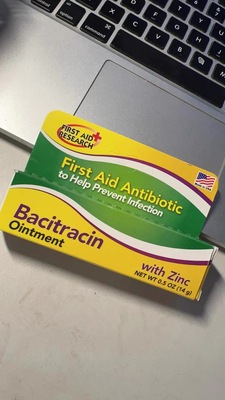 FIRST AID
RESEARCH
First Aid Antibiotic
to Help Prevent Infection
Bacitracin
Ointment
with Zinc
NET WT 0.5 OZ (14 g)